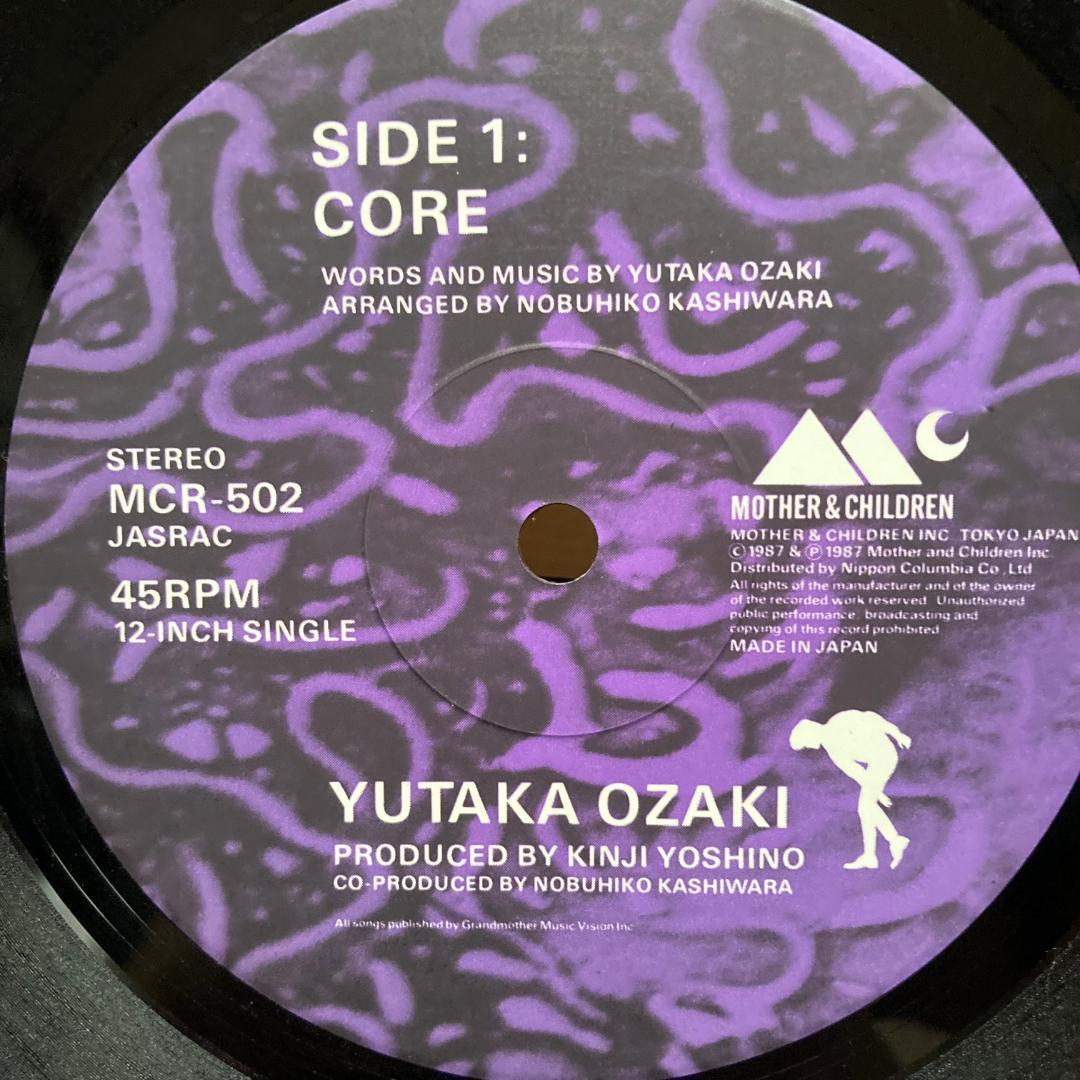 SIDE 1:
CORE
WORDS AND MUSIC BY YUTAKA OZAKI
ARRANGED BY NOBUHIKO KASHIWARA
STEREO
MCR-502
JASRAC
45RPM
12-INCH SINGLE
MOTHER & CHILDREN
MOTHER & CHILDREN INC. TOKYO JAPAN
Ⓒ1987 & Ⓟ1987 Mother and Children Inc.
Distributed by Nippon Columbia Co., Ltd
All rights of the manufacturer and of the owner
of the recorded work reserved. Unauthorized
public performance, broadcasting and
copying of this record prohibited
MADE IN JAPAN
YUTAKA OZAKI
PRODUCED BY KINJI YOSHINO
CO-PRODUCED BY NOBUHIKO KASHIWARA
All songs published by Grandmother Music Vision Inc